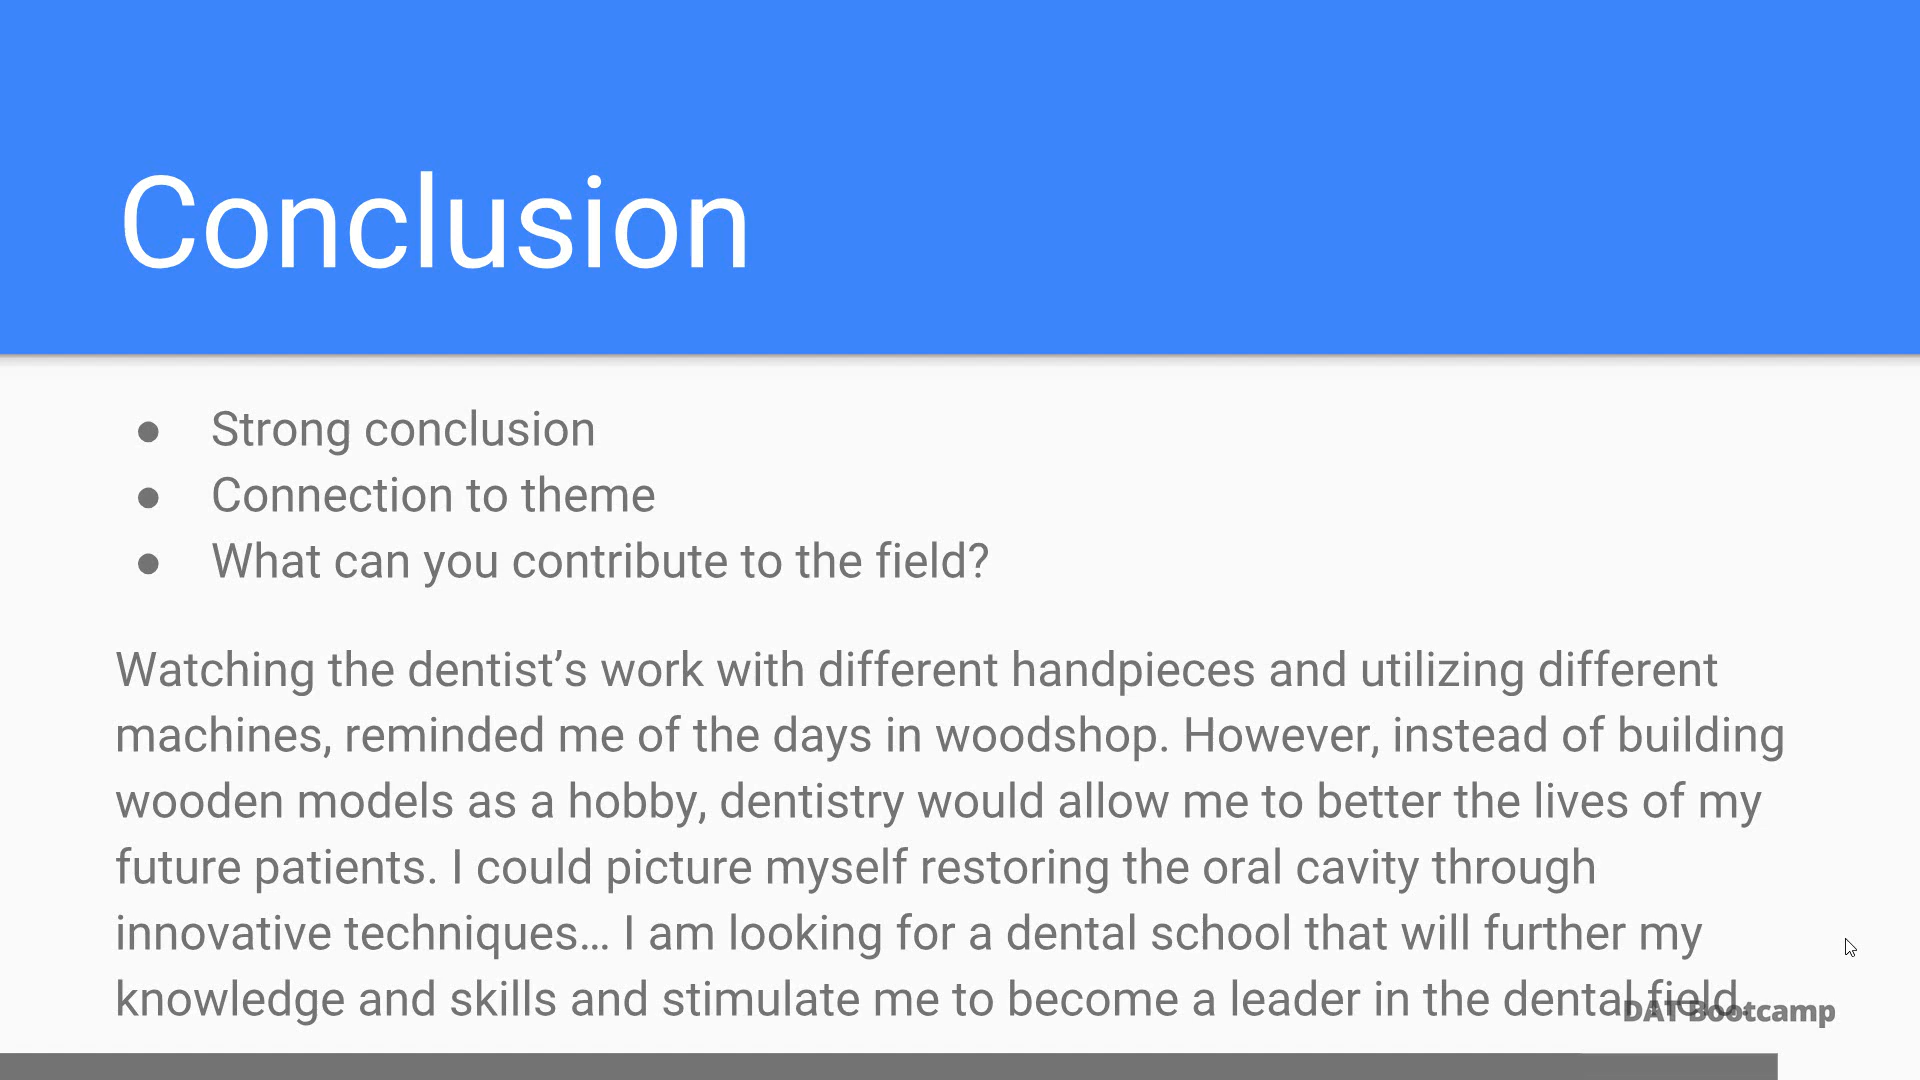 Conclusion
● Strong conclusion
● Connection to theme
● What can you contribute to the field?
Watching the dentist’s work with different handpieces and utilizing different
machines, reminded me of the days in woodshop. However, instead of building
wooden models as a hobby, dentistry would allow me to better the lives of my
future patients. I could picture myself restoring the oral cavity through
innovative techniques… I am looking for a dental school that will further my
knowledge and skills and stimulate me to become a leader in the dental field.
DAT Bootcamp